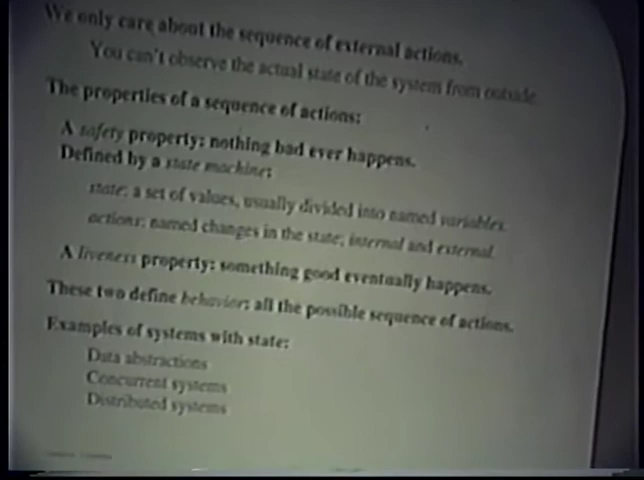 We only care about the sequence of external actions.
You can't observe the actual state of the system from outside.
The properties of a sequence of actions:
A safety property: nothing bad ever happens.
Defined by a state machine:
state: a set of values, usually divided into named variables.
actions: named changes in the state; internal and external.
A liveness property: something good eventually happens.
These two define behavior: all the possible sequence of actions.
Examples of systems with state:
Data abstractions
Concurrent systems
Distributed systems